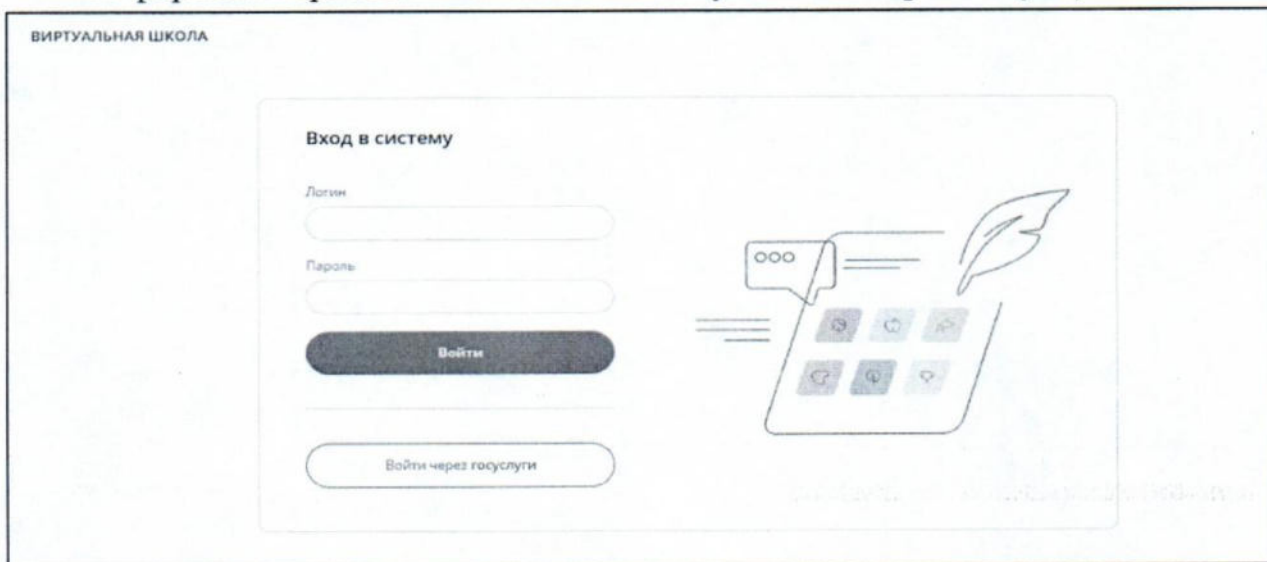 ВИРТУАЛЬНАЯ ШКОЛА
Вход в систему
Логин
Пароль
Войти
Войти через госуслуги